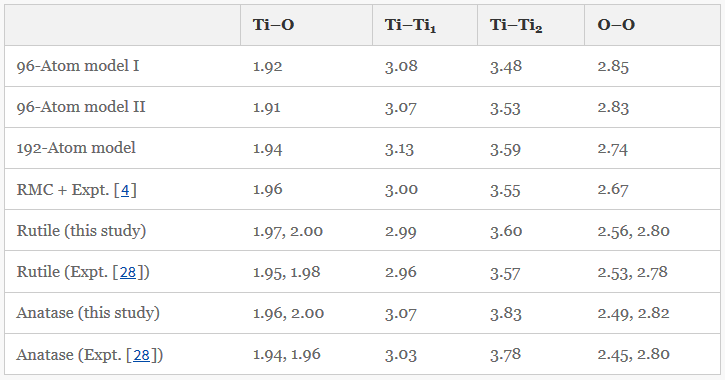 Ti–O Ti–Ti₁ Ti–Ti₂ O–O
96-Atom model I 1.92 3.08 3.48 2.85
96-Atom model II 1.91 3.07 3.53 2.83
192-Atom model 1.94 3.13 3.59 2.74
RMC + Expt. [4] 1.96 3.00 3.55 2.67
Rutile (this study) 1.97, 2.00 2.99 3.60 2.56, 2.80
Rutile (Expt. [28]) 1.95, 1.98 2.96 3.57 2.53, 2.78
Anatase (this study) 1.96, 2.00 3.07 3.83 2.49, 2.82
Anatase (Expt. [28]) 1.94, 1.96 3.03 3.78 2.45, 2.80